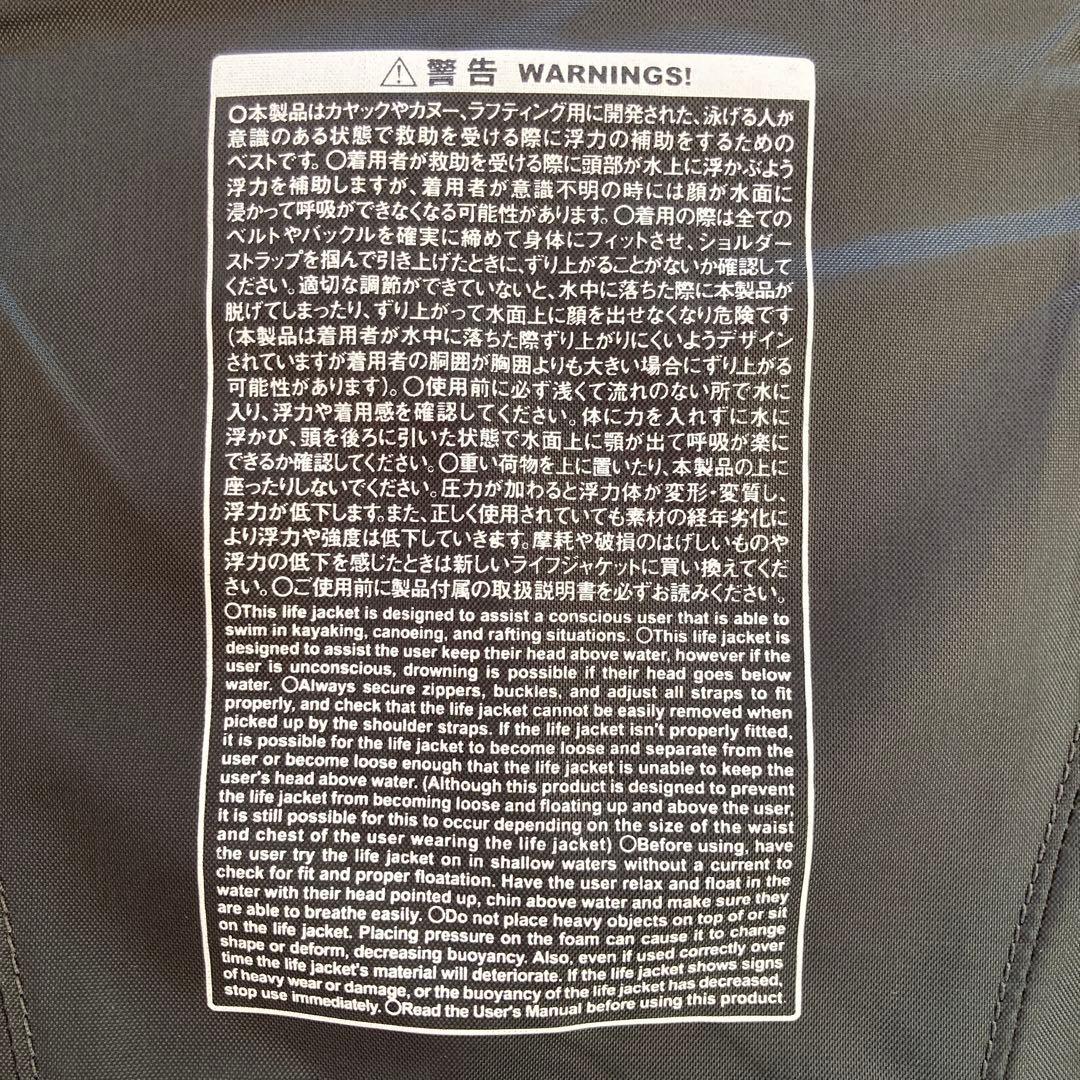 ⚠警告 WARNINGS!
〇本製品はカヤックやカヌー、ラフティング用に開発された、泳げる人が
意識のある状態で救助を受ける際に浮力の補助をするための
ベストです。〇着用者が救助を受ける際に頭部が水上に浮かぶよう
浮力を補助しますが、着用者が意識不明の時には顔が水面に
浸かって呼吸ができなくなる可能性があります。〇着用の際は全ての
ベルトやバックルを確実に締めて身体にフィットさせ、ショルダー
ストラップを掴んで引き上げたときに、ずり上がることがないか確認して
ください。適切な調節ができていないと、水中に落ちた際に本製品が
脱げてしまったり、ずり上がって水面上に顔を出せなくなり危険です
(本製品は着用者が水中に落ちた際ずり上がりにくいようデザイン
されていますが着用者の胴囲が胸囲よりも大きい場合にずり上がる
可能性があります)。〇使用前に必ず浅くて流れのない所で水に
入り、浮力や着用感を確認してください。体に力を入れずに水に
浮かび、頭を後ろに引いた状態で水面上に顎が出て呼吸が楽に
できるか確認してください。〇重い荷物を上に置いたり、本製品の上に
座ったりしないでください。圧力が加わると浮力体が変形・変質し、
浮力が低下します。また、正しく使用されていても素材の経年劣化に
より浮力や強度は低下していきます。摩耗や破損のはげしいものや
浮力の低下を感じたときは新しいライフジャケットに買い換えてくだ
さい。〇ご使用前に製品付属の取扱説明書を必ずお読みください。
〇This life jacket is designed to assist a conscious user that is able to
swim in kayaking, canoeing, and rafting situations. 〇This life jacket is
designed to assist the user keep their head above water, however if the
user is unconscious, drowning is possible if their head goes below
water. 〇Always secure zippers, buckles, and adjust all straps to fit
properly, and check that the life jacket cannot be easily removed when
picked up by the shoulder straps. If the life jacket isn't properly fitted,
it is possible for the life jacket to become loose and separate from the
user or become loose enough that the life jacket is unable to keep the
user's head above water. (Although this product is designed to prevent
the life jacket from becoming loose and floating up and above the user,
it is still possible for this to occur depending on the size of the waist
and chest of the user wearing the life jacket) 〇Before using, have
the user try the life jacket on in shallow waters without a current to
check for fit and proper floatation. Have the user relax and float in the
water with their head pointed up, chin above water and make sure they
are able to breathe easily. 〇Do not place heavy objects on top of or sit
on the life jacket. Placing pressure on the foam can cause it to change
shape or deform, decreasing buoyancy. Also, even if used correctly over
time the life jacket's material will deteriorate. If the life jacket shows signs
of heavy wear or damage, or the buoyancy of the life jacket has decreased,
stop use immediately. 〇Read the User's Manual before using this product